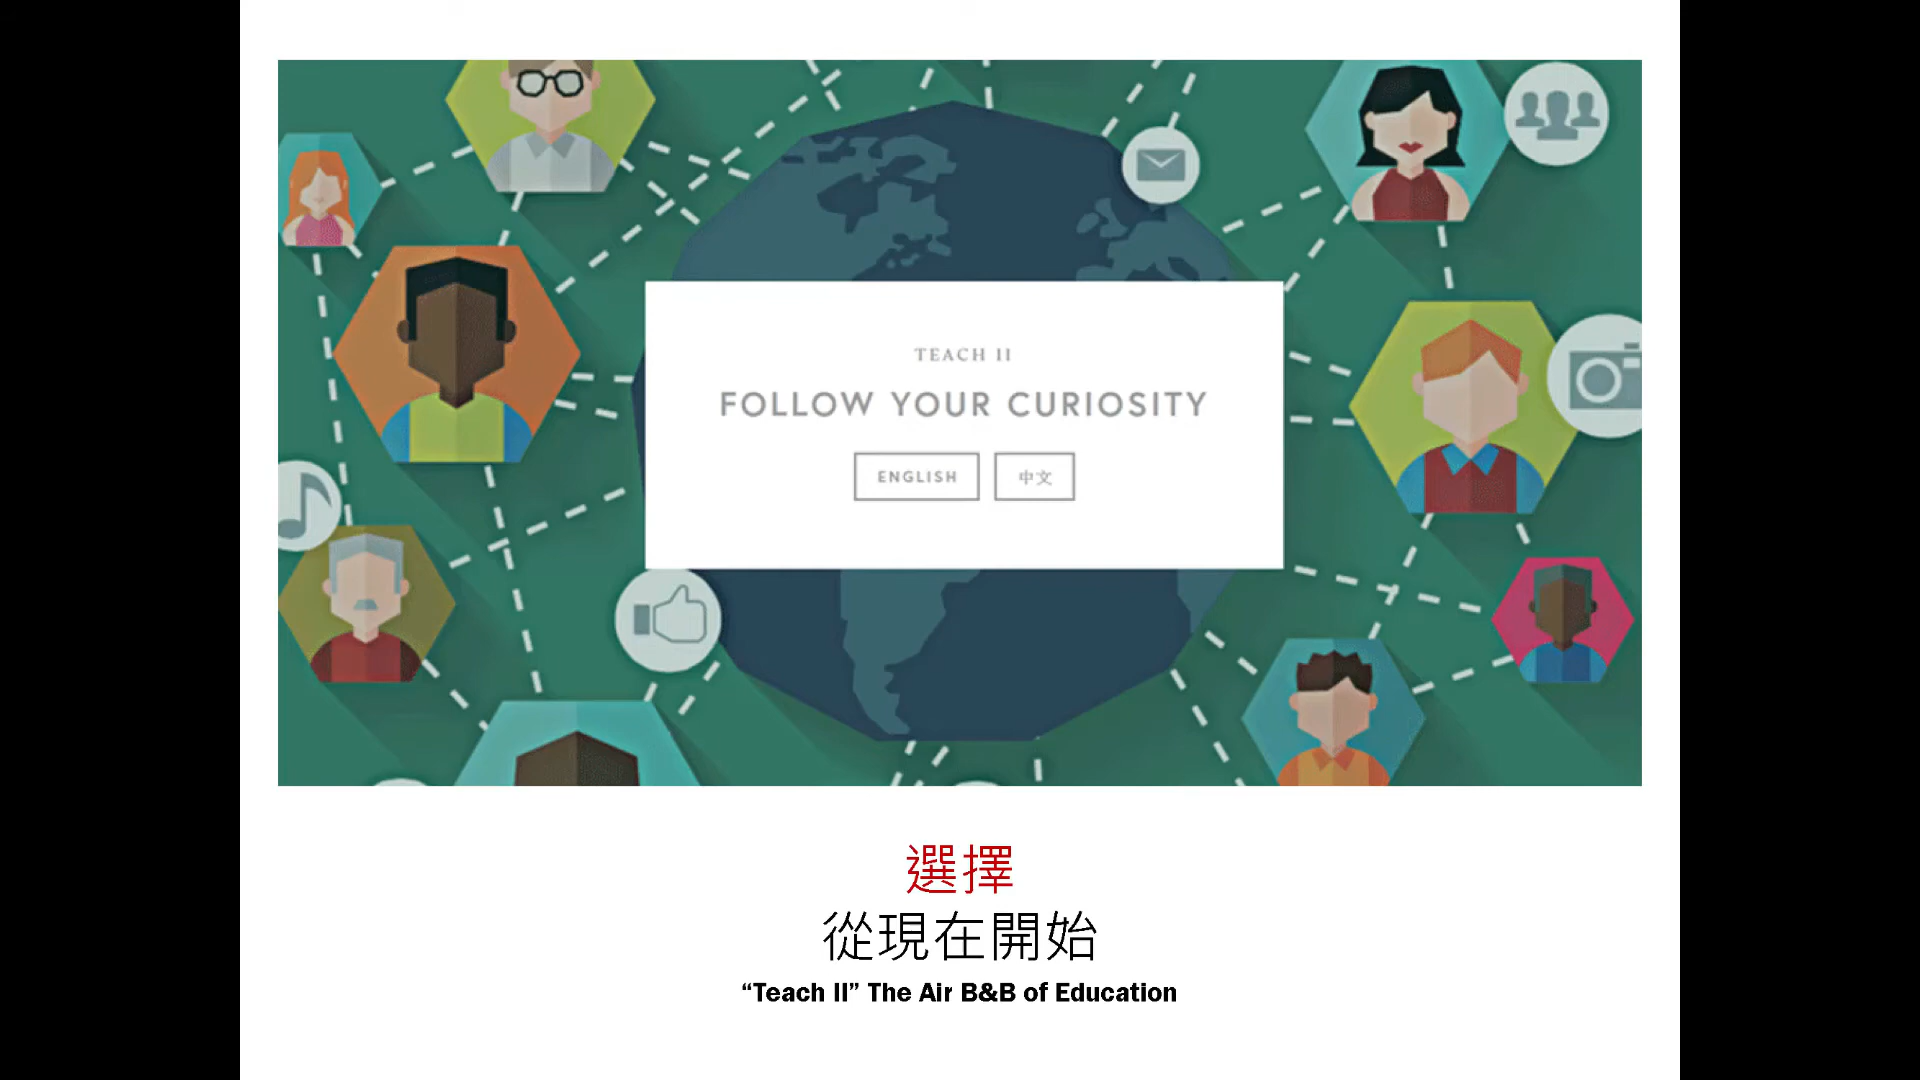 TEACH II
FOLLOW YOUR CURIOSITY
ENGLISH
中文
選擇
從現在開始
“Teach II” The Air B&B of Education